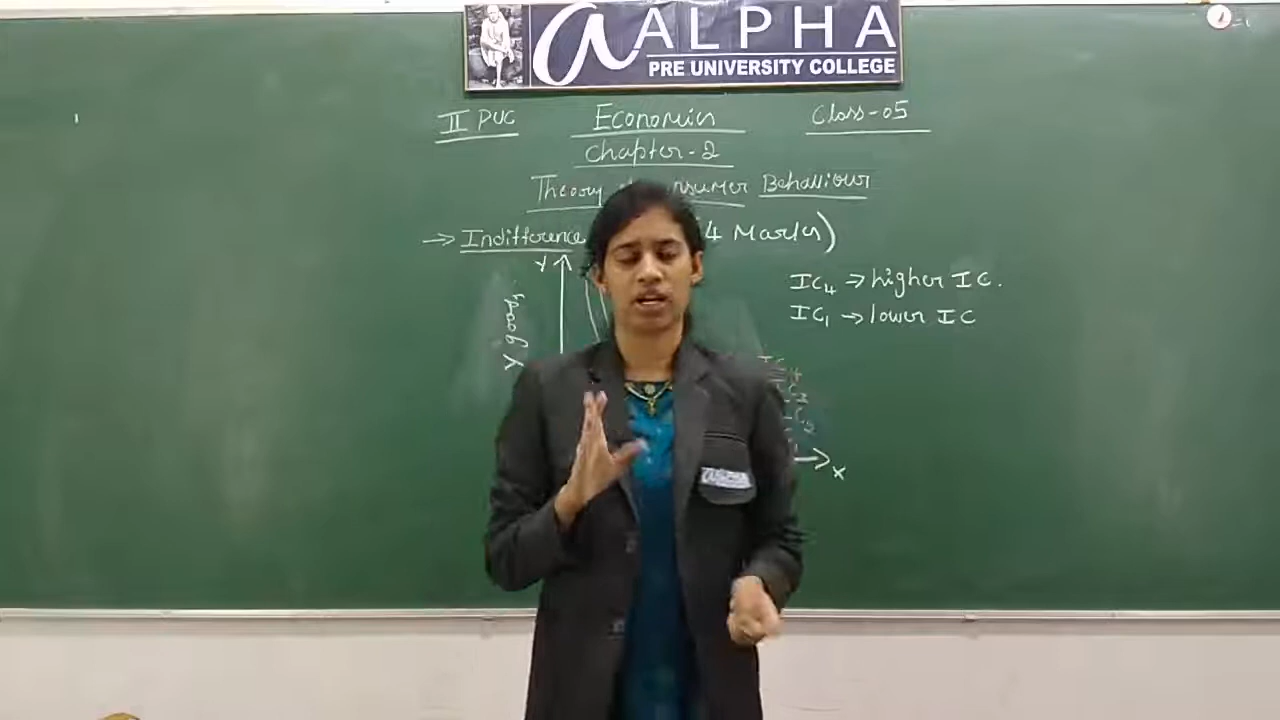 ALPHA
PRE UNIVERSITY COLLEGE
II PUC Economics Class-05
Chapter-2
Theory Behaviour
→ Indifference (4 Marks)
Y
IC4 → higher IC.
IC1 → lower IC
Y good
X